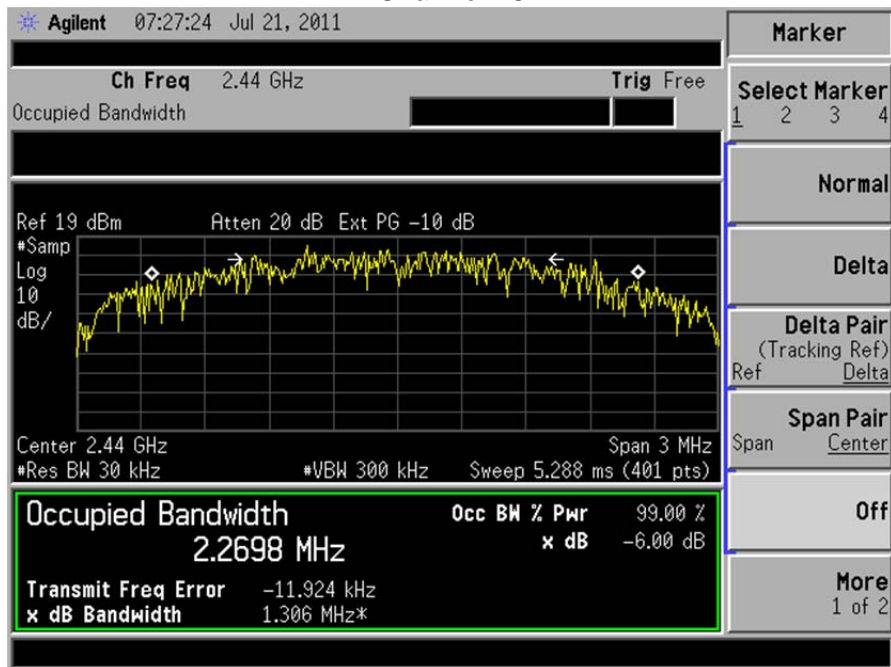 Agilent 07:27:24 Jul 21, 2011
Ch Freq 2.44 GHz Trig Free
Occupied Bandwidth
Ref 19 dBm Atten 20 dB Ext PG -10 dB
#Samp
Log
10
dB/
Center 2.44 GHz Span 3 MHz
#Res BW 30 kHz #VBW 300 kHz Sweep 5.288 ms (401 pts)
Occupied Bandwidth Occ BW % Pwr 99.00 %
2.2698 MHz x dB -6.00 dB
Transmit Freq Error -11.924 kHz
x dB Bandwidth 1.306 MHz*
Marker
Select Marker
1 2 3 4
Normal
Delta
Delta Pair
(Tracking Ref)
Ref Delta
Span Pair
Span Center
Off
More
1 of 2